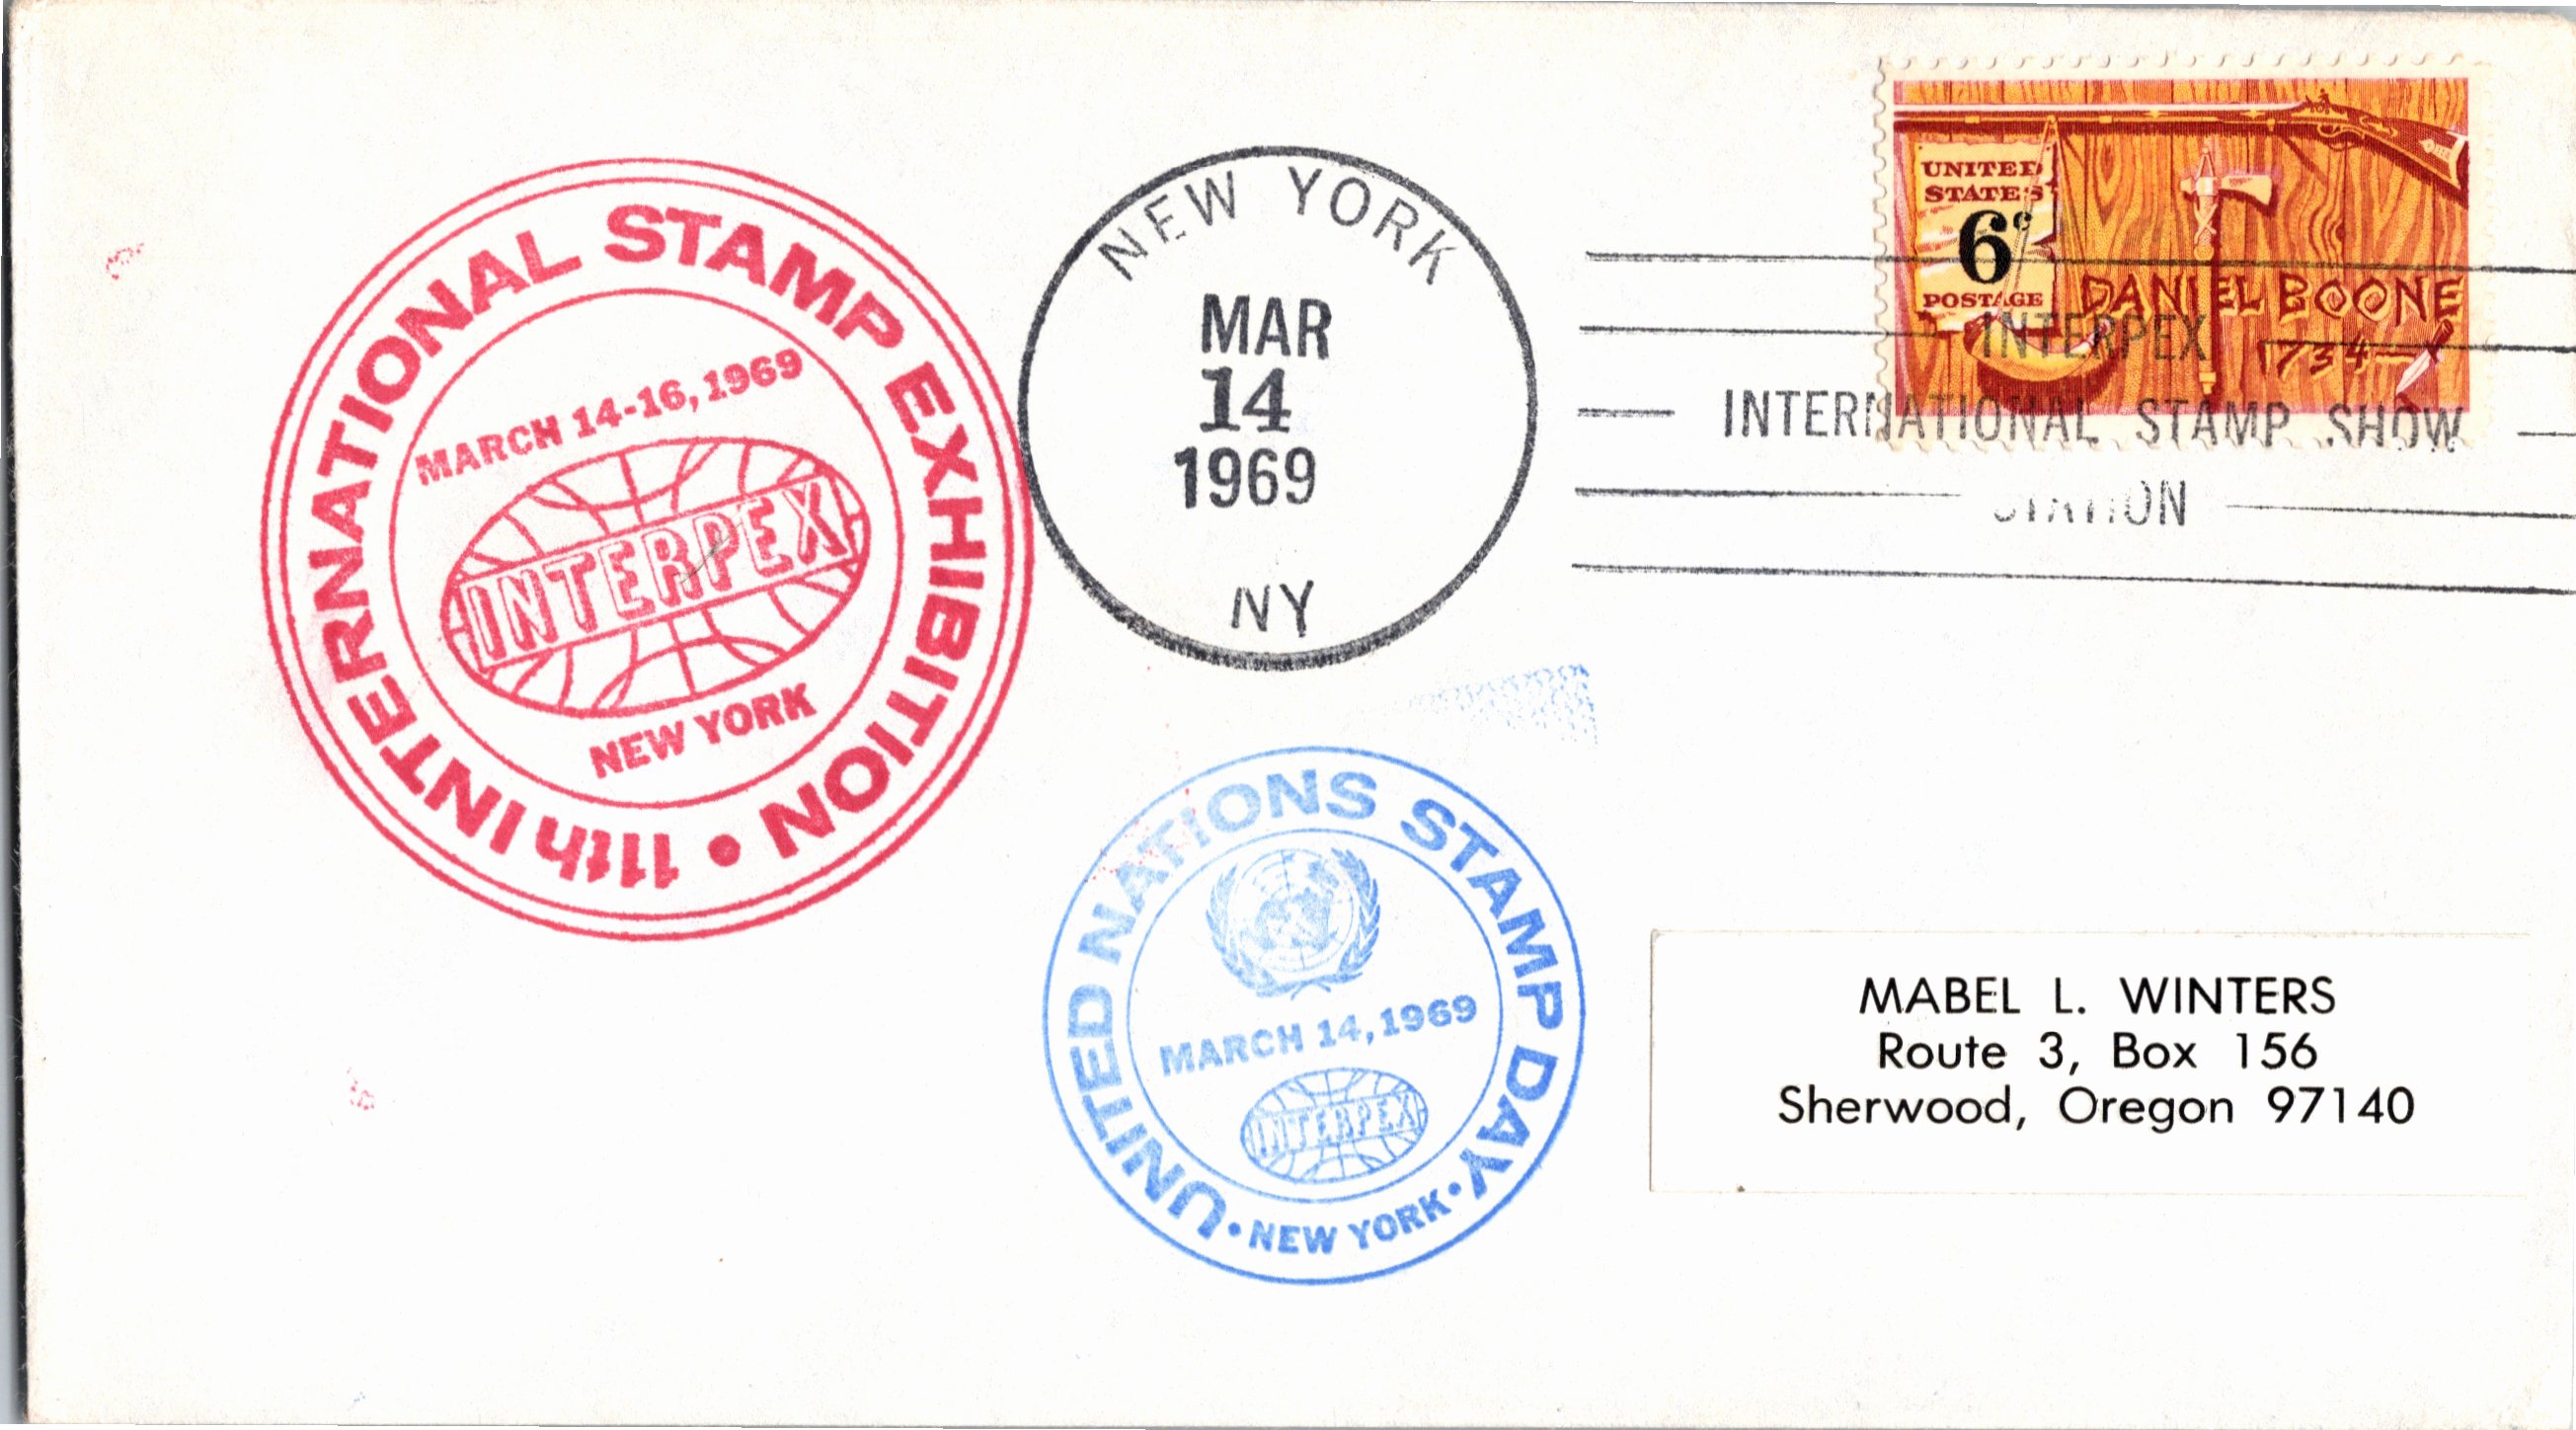 11th INTERNATIONAL STAMP EXHIBITION •
MARCH 14-16, 1969
INTERPEX
NEW YORK
NEW YORK
MAR
14
1969
NY
UNITED
STATES
6c
POSTAGE
DANIEL BOONE
1734
INTERPEX
INTERNATIONAL STAMP SHOW
STATION
UNITED NATIONS STAMP DAY
MARCH 14, 1969
INTERPEX
• NEW YORK •
MABEL L. WINTERS
Route 3, Box 156
Sherwood, Oregon 97140